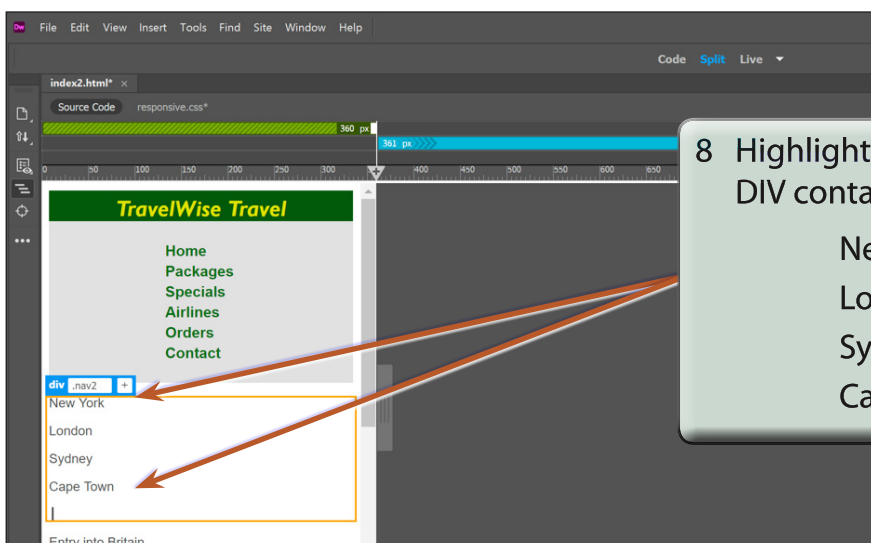 Dw File Edit View Insert Tools Find Site Window Help
Code Split Live
index2.html* ×
Source Code responsive.css*
360 px
361 px
0 50 100 150 200 250 300 400 450 500 550 600 650
TravelWise Travel
Home
Packages
Specials
Airlines
Orders
Contact
div .nav2 +
New York
London
Sydney
Cape Town
Entry into Britain
8 Highlight
DIV conta
Ne
Lo
Sy
Ca